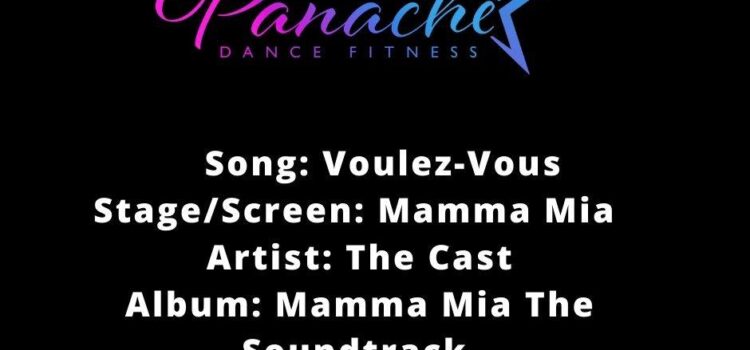 Panache
DANCE FITNESS
Song: Voulez-Vous
Stage/Screen: Mamma Mia
Artist: The Cast
Album: Mamma Mia The
Soundtrack